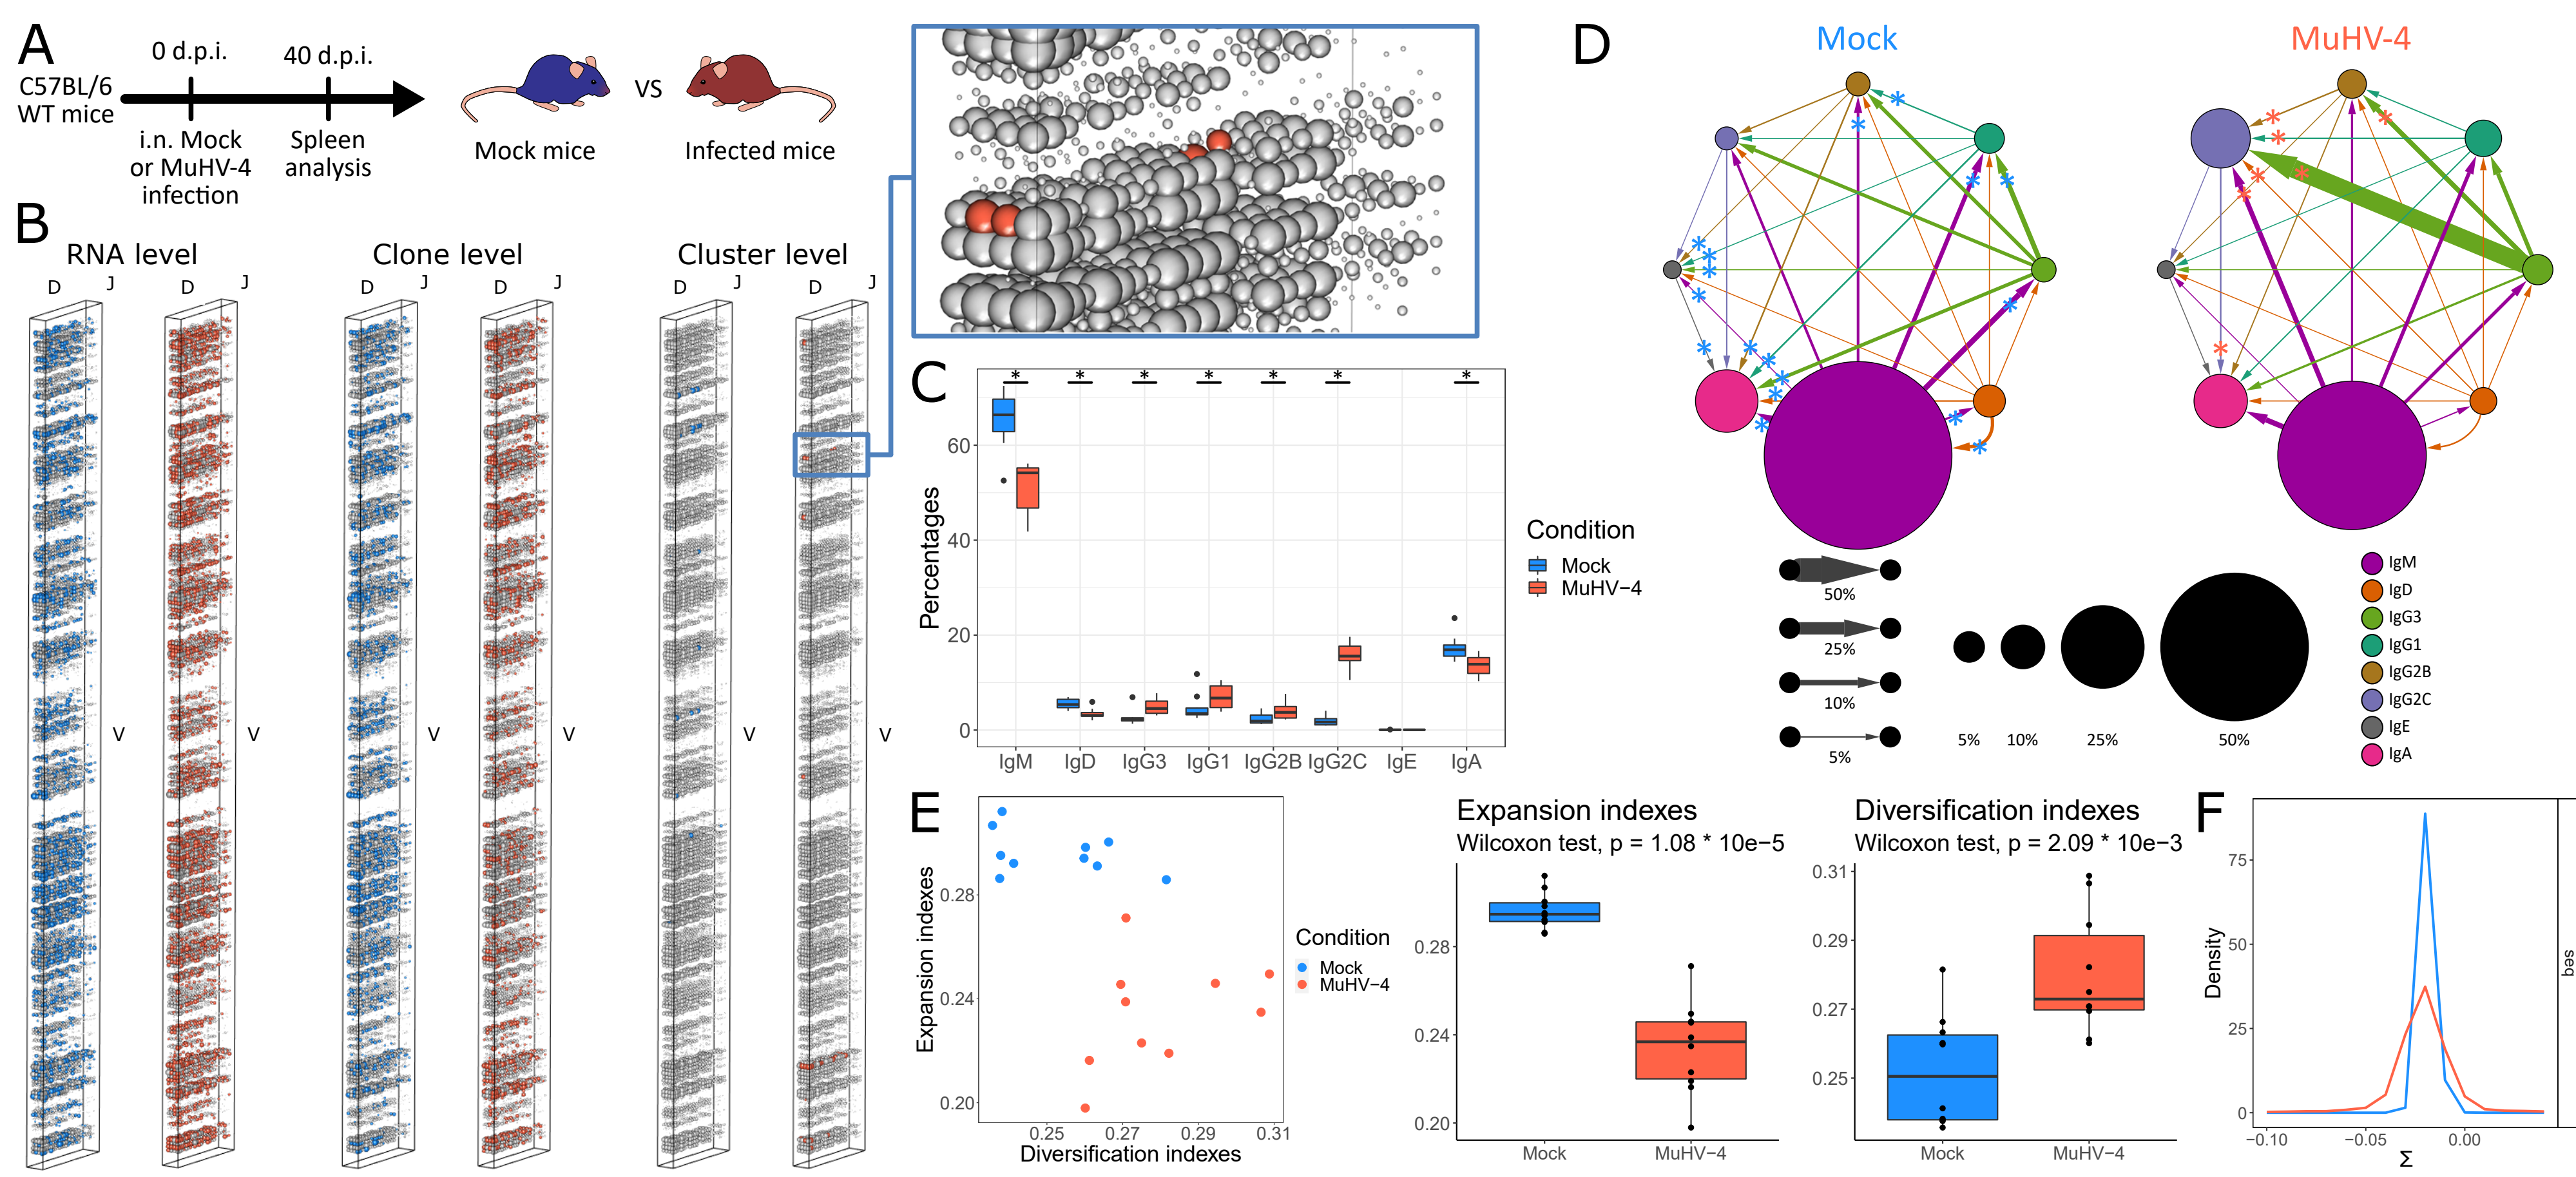 A
0 d.p.i.
40 d.p.i.
C57BL/6
WT mice
i.n. Mock
or MuHV-4
infection
Spleen
analysis
Mock mice
VS
Infected mice
B
RNA level
Clone level
Cluster level
D
J
D
J
D
J
D
J
D
J
D
J
V
V
V
V
V
V
C
* * * * * * *
Percentages
60
40
20
0
IgM
IgD
IgG3
IgG1
IgG2B
IgG2C
IgE
IgA
Condition
Mock
MuHV−4
D
Mock
MuHV-4
50%
25%
10%
5%
5%
10%
25%
50%
IgM
IgD
IgG3
IgG1
IgG2B
IgG2C
IgE
IgA
E
Expansion indexes
0.28
0.24
0.20
0.25
0.27
0.29
0.31
Diversification indexes
Condition
Mock
MuHV−4
Expansion indexes
Wilcoxon test, p = 1.08 * 10e−5
0.28
0.24
0.20
Mock
MuHV−4
Diversification indexes
Wilcoxon test, p = 2.09 * 10e−3
0.31
0.29
0.27
0.25
Mock
MuHV−4
F
Density
75
50
25
0
−0.10
−0.05
0.00
Σ
seq